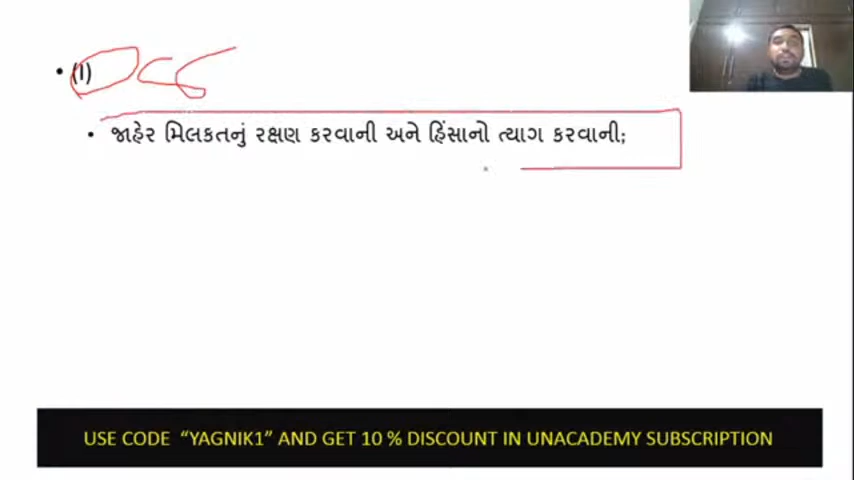 • (I)
• જાહેર મિલકતનું રક્ષણ કરવાની અને હિંસાનો ત્યાગ કરવાની;
USE CODE “YAGNIK1” AND GET 10 % DISCOUNT IN UNACADEMY SUBSCRIPTION